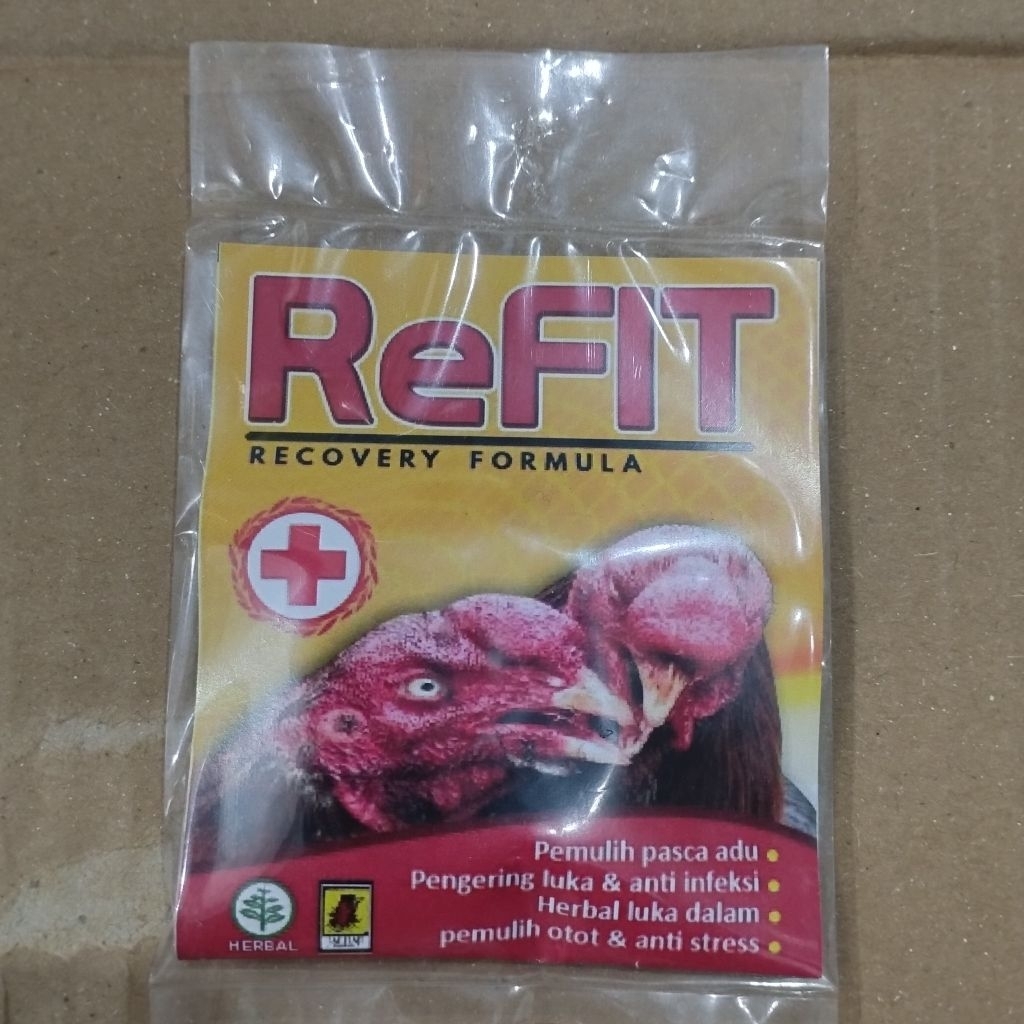 ReFIT
RECOVERY FORMULA
Pemulih pasca adu
Pengering luka & anti infeksi
Herbal luka dalam
pemulih otot & anti stress
HERBAL